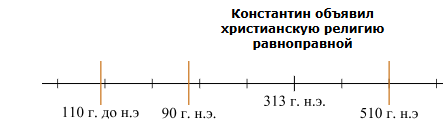 Константин объявил
христианскую религию
равноправной
110 г. до н.э 90 г. н.э. 313 г. н.э. 510 г. н.э